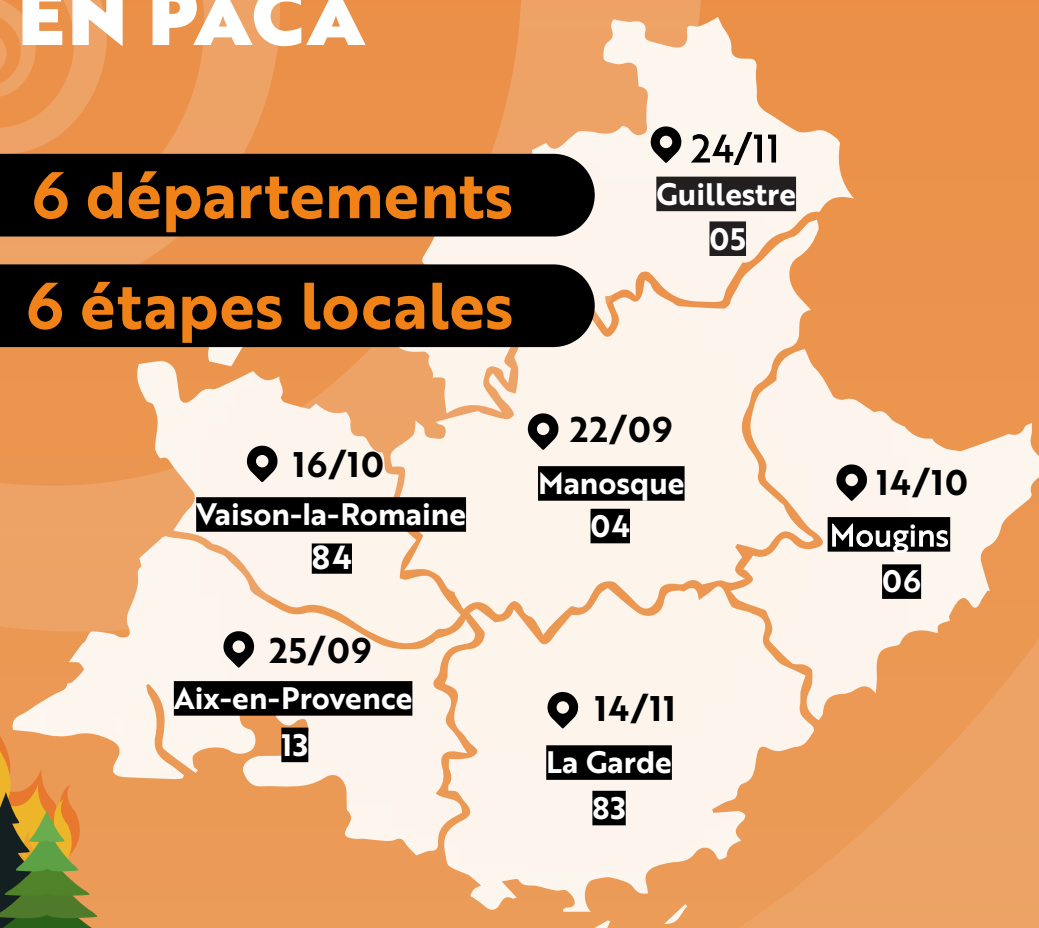 EN PACA
6 départements
6 étapes locales
24/11
Guillestre
05
22/09
Manosque
04
16/10
Vaison-la-Romaine
84
14/10
Mougins
06
25/09
Aix-en-Provence
13
14/11
La Garde
83